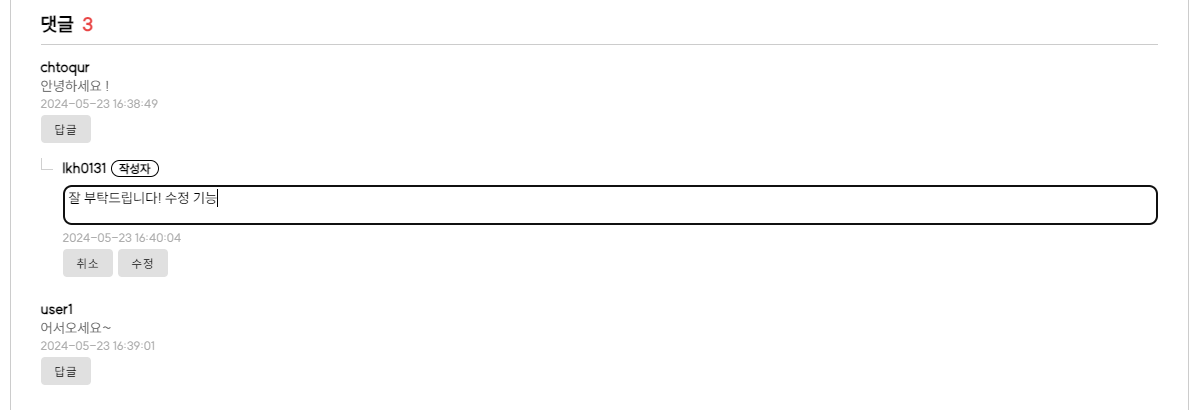 댓글 3
chtoqur
안녕하세요 !
2024-05-23 16:38:49
답글
lkh0131 작성자
잘 부탁드립니다! 수정 기능
2024-05-23 16:40:04
취소 수정
user1
어서오세요~
2024-05-23 16:39:01
답글